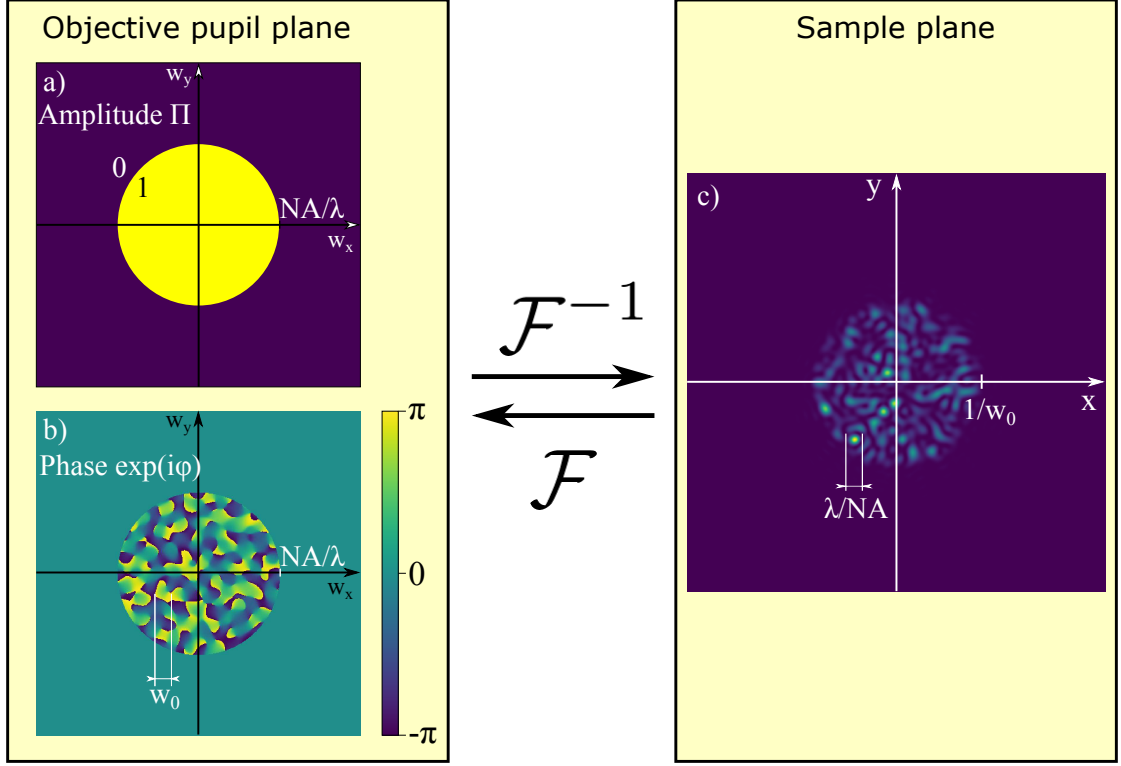 Objective pupil plane
a)
w_y
Amplitude Π
0
1
NA/λ
w_x
b)
w_y
Phase exp(iφ)
NA/λ
w_x
w_0
π
0
-π
ℱ⁻¹
ℱ
Sample plane
c)
y
1/w_0
x
λ/NA